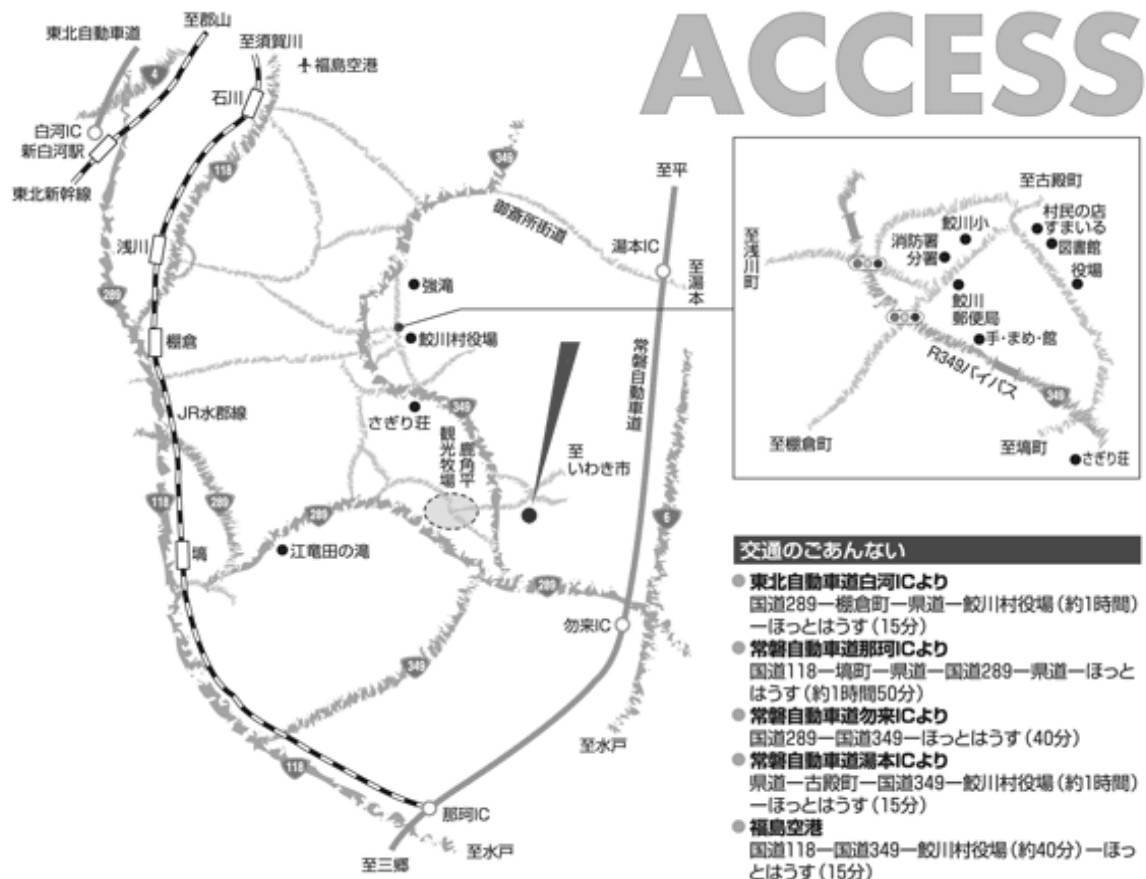 ACCESS
東北自動車道
至郡山
至須賀川
福島空港
4
石川
白河IC
新白河駅
東北新幹線
118
349
至平
御斎所街道
湯本IC
至湯本
浅川
289
強滝
棚倉
鮫川村役場
常磐自動車道
JR水郡線
さぎり荘
349
鹿角平
観光牧場
至
いわき市
118
289
289
6
塙
江竜田の滝
289
勿来IC
349
至水戸
118
那珂IC
至三郷
至水戸
至古殿町
村民の店
すまいる
図書館
役場
鮫川小
消防署
分署
至浅川町
鮫川
郵便局
手・まめ・館
R349バイパス
349
至棚倉町
至塙町
さぎり荘
交通のごあんない
●東北自動車道白河ICより
国道289ー棚倉町ー県道ー鮫川村役場(約1時間)
ーほっとはうす(15分)
●常磐自動車道那珂ICより
国道118ー塙町ー県道ー国道289ー県道ーほっと
はうす(約1時間50分)
●常磐自動車道勿来ICより
国道289ー国道349ーほっとはうす(40分)
●常磐自動車道湯本ICより
県道ー古殿町ー国道349ー鮫川村役場(約1時間)
ーほっとはうす(15分)
●福島空港
国道118ー国道349ー鮫川村役場(約40分)ーほっ
とはうす(15分)